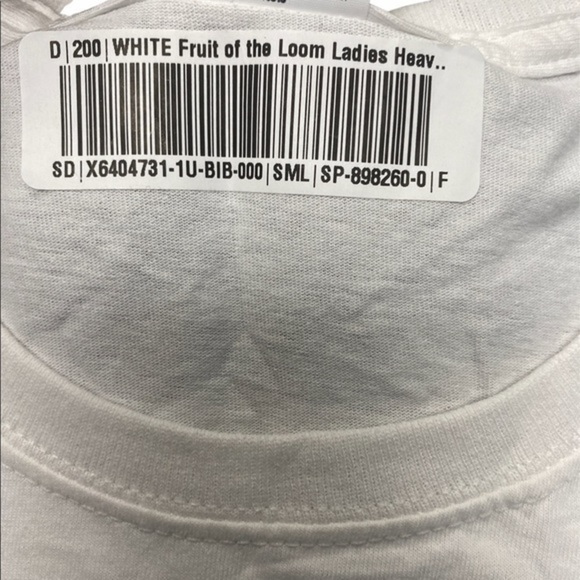 D|200|WHITE Fruit of the Loom Ladies Heav..
SD|X6404731-1U-BIB-000|SML|SP-898260-0|F